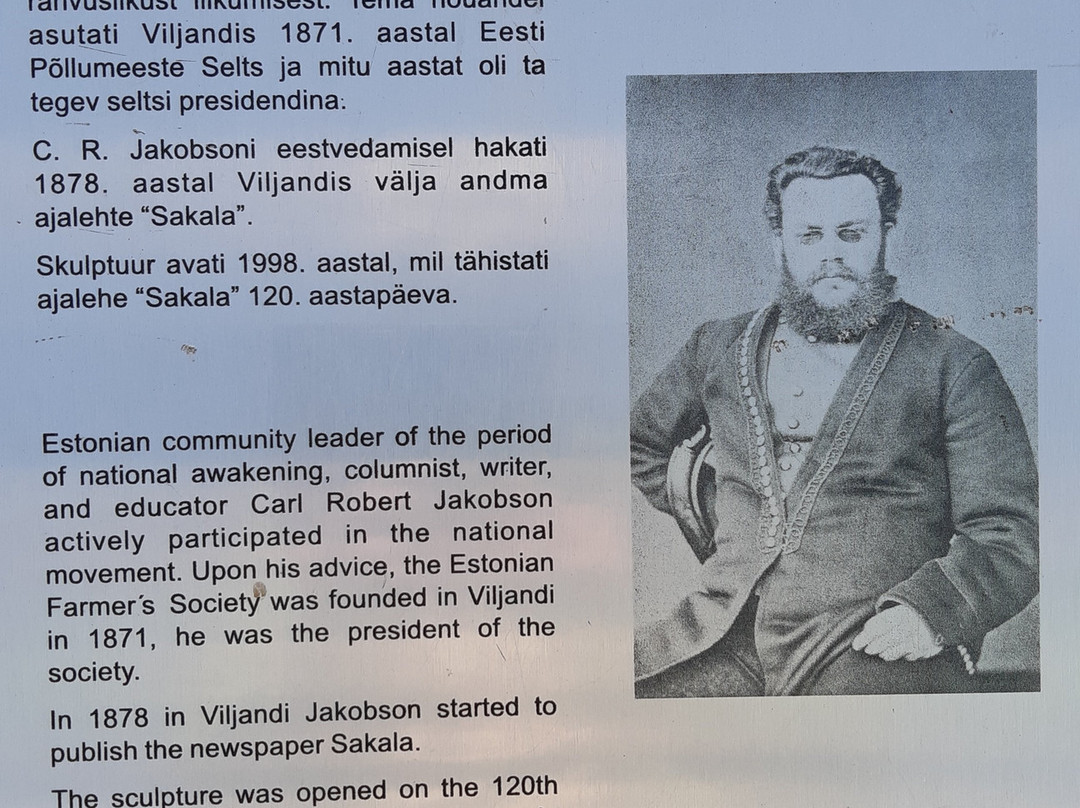 rahvuslikust liikumisest. Tema nõuandel
asutati Viljandis 1871. aastal Eesti
Põllumeeste Selts ja mitu aastat oli ta
tegev seltsi presidendina.
C. R. Jakobsoni eestvedamisel hakati
1878. aastal Viljandis välja andma
ajalehte “Sakala”.
Skulptuur avati 1998. aastal, mil tähistati
ajalehe “Sakala” 120. aastapäeva.
Estonian community leader of the period
of national awakening, columnist, writer,
and educator Carl Robert Jakobson
actively participated in the national
movement. Upon his advice, the Estonian
Farmer´s Society was founded in Viljandi
in 1871, he was the president of the
society.
In 1878 in Viljandi Jakobson started to
publish the newspaper Sakala.
The sculpture was opened on the 120th